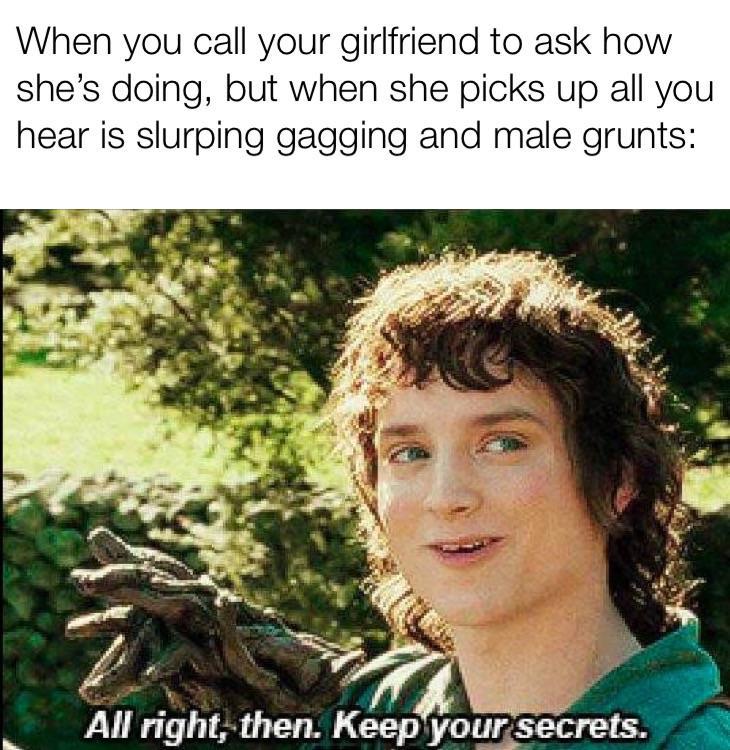 When you call your girlfriend to ask how
she’s doing, but when she picks up all you
hear is slurping gagging and male grunts:
All right, then. Keep your secrets.